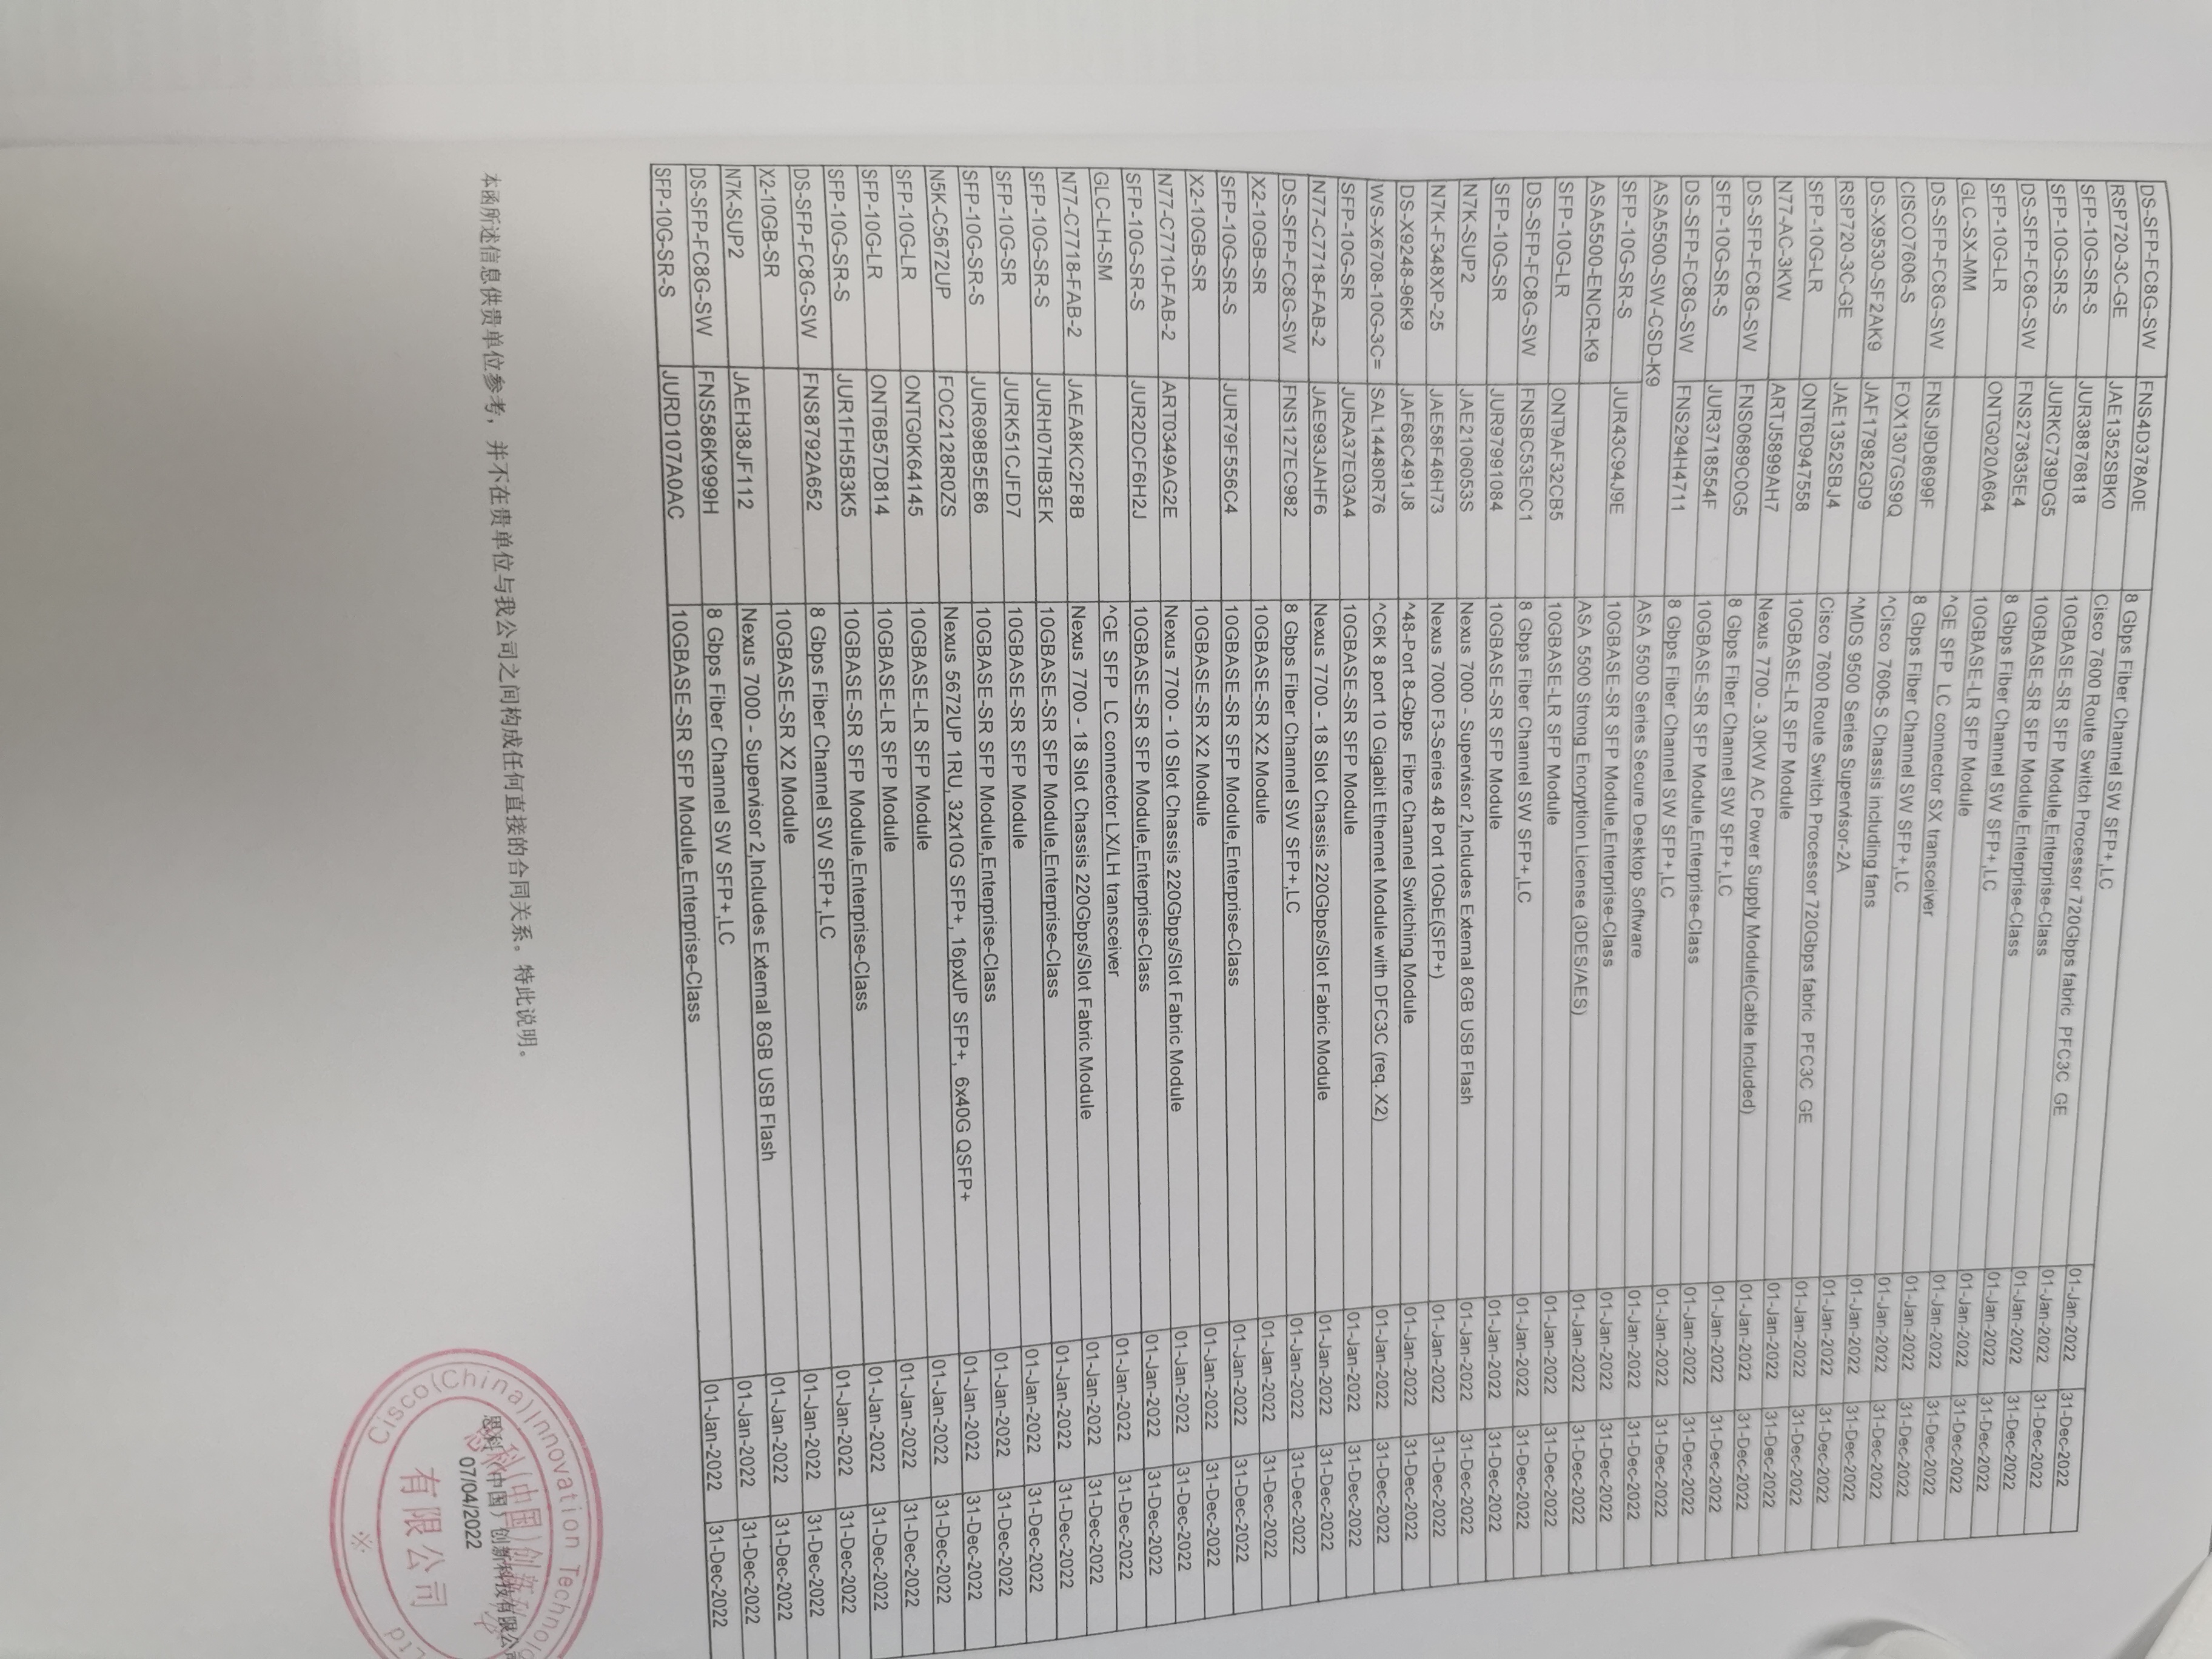 DS-SFP-FC8G-SW FNS4D378A0E 8 Gbps Fiber Channel SW SFP+,LC 01-Jan-2022 31-Dec-2022
RSP720-3C-GE JAE1352SBK0 Cisco 7600 Route Switch Processor 720Gbps fabric PFC3C GE 01-Jan-2022 31-Dec-2022
SFP-10G-SR-S JUR38876818 10GBASE-SR SFP Module,Enterprise-Class 01-Jan-2022 31-Dec-2022
SFP-10G-SR-S JURKC739DG5 10GBASE-SR SFP Module,Enterprise-Class 01-Jan-2022 31-Dec-2022
DS-SFP-FC8G-SW FNS273635E4 8 Gbps Fiber Channel SW SFP+,LC 01-Jan-2022 31-Dec-2022
SFP-10G-LR ONTG020A664 10GBASE-LR SFP Module 01-Jan-2022 31-Dec-2022
GLC-SX-MM ^GE SFP LC connector SX transceiver 01-Jan-2022 31-Dec-2022
DS-SFP-FC8G-SW FNSJ9D8699F 8 Gbps Fiber Channel SW SFP+,LC 01-Jan-2022 31-Dec-2022
CISCO7606-S FOX1307GS9Q ^Cisco 7606-S Chassis including fans 01-Jan-2022 31-Dec-2022
DS-X9530-SF2AK9 JAF17982GD9 ^MDS 9500 Series Supervisor-2A 01-Jan-2022 31-Dec-2022
RSP720-3C-GE JAE1352SBJ4 Cisco 7600 Route Switch Processor 720Gbps fabric PFC3C GE 01-Jan-2022 31-Dec-2022
SFP-10G-LR ONT6D947558 10GBASE-LR SFP Module 01-Jan-2022 31-Dec-2022
N77-AC-3KW ARTJ5899AH7 Nexus 7700 - 3.0KW AC Power Supply Module(Cable Included) 01-Jan-2022 31-Dec-2022
DS-SFP-FC8G-SW FNS0689C0G5 8 Gbps Fiber Channel SW SFP+,LC 01-Jan-2022 31-Dec-2022
SFP-10G-SR-S JUR3718554F 10GBASE-SR SFP Module,Enterprise-Class 01-Jan-2022 31-Dec-2022
DS-SFP-FC8G-SW FNS294H4711 8 Gbps Fiber Channel SW SFP+,LC 01-Jan-2022 31-Dec-2022
ASA5500-SW-CSD-K9 ASA 5500 Series Secure Desktop Software 01-Jan-2022 31-Dec-2022
SFP-10G-SR-S JUR43C94J9E 10GBASE-SR SFP Module,Enterprise-Class 01-Jan-2022 31-Dec-2022
ASA5500-ENCR-K9 ASA 5500 Strong Encryption License (3DES/AES) 01-Jan-2022 31-Dec-2022
SFP-10G-LR ONT9AF32CB5 10GBASE-LR SFP Module 01-Jan-2022 31-Dec-2022
DS-SFP-FC8G-SW FNSBC53E0C1 8 Gbps Fiber Channel SW SFP+,LC 01-Jan-2022 31-Dec-2022
SFP-10G-SR JUR97991084 10GBASE-SR SFP Module 01-Jan-2022 31-Dec-2022
N7K-SUP2 JAE2106053S Nexus 7000 - Supervisor 2,Includes External 8GB USB Flash 01-Jan-2022 31-Dec-2022
N7K-F348XP-25 JAE58F46H73 Nexus 7000 F3-Series 48 Port 10GbE(SFP+) 01-Jan-2022 31-Dec-2022
DS-X9248-96K9 JAF68C491J8 ^48-Port 8-Gbps Fibre Channel Switching Module 01-Jan-2022 31-Dec-2022
WS-X6708-10G-3C= SAL14480R76 ^C6K 8 port 10 Gigabit Ethernet Module with DFC3C (req. X2) 01-Jan-2022 31-Dec-2022
SFP-10G-SR JURA37E03A4 10GBASE-SR SFP Module 01-Jan-2022 31-Dec-2022
N77-C7718-FAB-2 JAE993JAHF6 Nexus 7700 - 18 Slot Chassis 220Gbps/Slot Fabric Module 01-Jan-2022 31-Dec-2022
DS-SFP-FC8G-SW FNS127EC982 8 Gbps Fiber Channel SW SFP+,LC 01-Jan-2022 31-Dec-2022
X2-10GB-SR 10GBASE-SR X2 Module 01-Jan-2022 31-Dec-2022
SFP-10G-SR-S JUR79F556C4 10GBASE-SR SFP Module,Enterprise-Class 01-Jan-2022 31-Dec-2022
X2-10GB-SR 10GBASE-SR X2 Module 01-Jan-2022 31-Dec-2022
N77-C7710-FAB-2 ART0349AG2E Nexus 7700 - 10 Slot Chassis 220Gbps/Slot Fabric Module 01-Jan-2022 31-Dec-2022
SFP-10G-SR-S JUR2DCF6H2J 10GBASE-SR SFP Module,Enterprise-Class 01-Jan-2022 31-Dec-2022
GLC-LH-SM ^GE SFP LC connector LX/LH transceiver 01-Jan-2022 31-Dec-2022
N77-C7718-FAB-2 JAEA8KC2F8B Nexus 7700 - 18 Slot Chassis 220Gbps/Slot Fabric Module 01-Jan-2022 31-Dec-2022
SFP-10G-SR-S JURH07HB3EK 10GBASE-SR SFP Module,Enterprise-Class 01-Jan-2022 31-Dec-2022
SFP-10G-SR JURK51CJFD7 10GBASE-SR SFP Module 01-Jan-2022 31-Dec-2022
SFP-10G-SR-S JUR698B5E86 10GBASE-SR SFP Module,Enterprise-Class 01-Jan-2022 31-Dec-2022
N5K-C5672UP FOC2128R0ZS Nexus 5672UP 1RU, 32x10G SFP+, 16pxUP SFP+, 6x40G QSFP+ 01-Jan-2022 31-Dec-2022
SFP-10G-LR ONTG0K64145 10GBASE-LR SFP Module 01-Jan-2022 31-Dec-2022
SFP-10G-LR ONT6B57D814 10GBASE-LR SFP Module 01-Jan-2022 31-Dec-2022
SFP-10G-SR-S JUR1FH5B3K5 10GBASE-SR SFP Module,Enterprise-Class 01-Jan-2022 31-Dec-2022
DS-SFP-FC8G-SW FNS8792A652 8 Gbps Fiber Channel SW SFP+,LC 01-Jan-2022 31-Dec-2022
X2-10GB-SR 10GBASE-SR X2 Module 01-Jan-2022 31-Dec-2022
N7K-SUP2 JAEH38JF112 Nexus 7000 - Supervisor 2,Includes External 8GB USB Flash 01-Jan-2022 31-Dec-2022
DS-SFP-FC8G-SW FNS586K999H 8 Gbps Fiber Channel SW SFP+,LC 01-Jan-2022 31-Dec-2022
SFP-10G-SR-S JURD107A0AC 10GBASE-SR SFP Module,Enterprise-Class 01-Jan-2022 31-Dec-2022
本函所述信息供贵单位参考，并不在贵单位与我公司之间构成任何直接的合同关系。特此说明。
Cisco(China)Innovation Technolo
思科（中国）创新科技有限公
07/04/2022
思科(中国)创新科
有限公司
Ltd